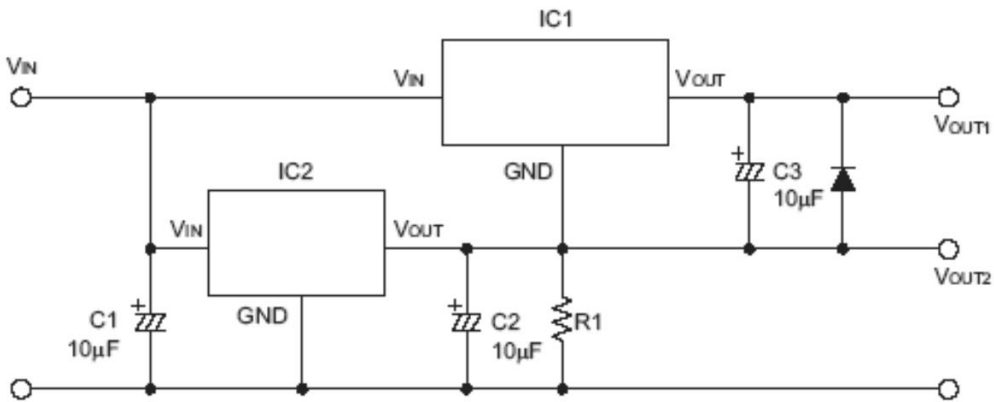 IC1
VIN
VIN
VOUT
VOUT1
GND
C3
10µF
+
IC2
VIN
VOUT
VOUT2
GND
+
C1
10µF
+
C2
10µF
R1